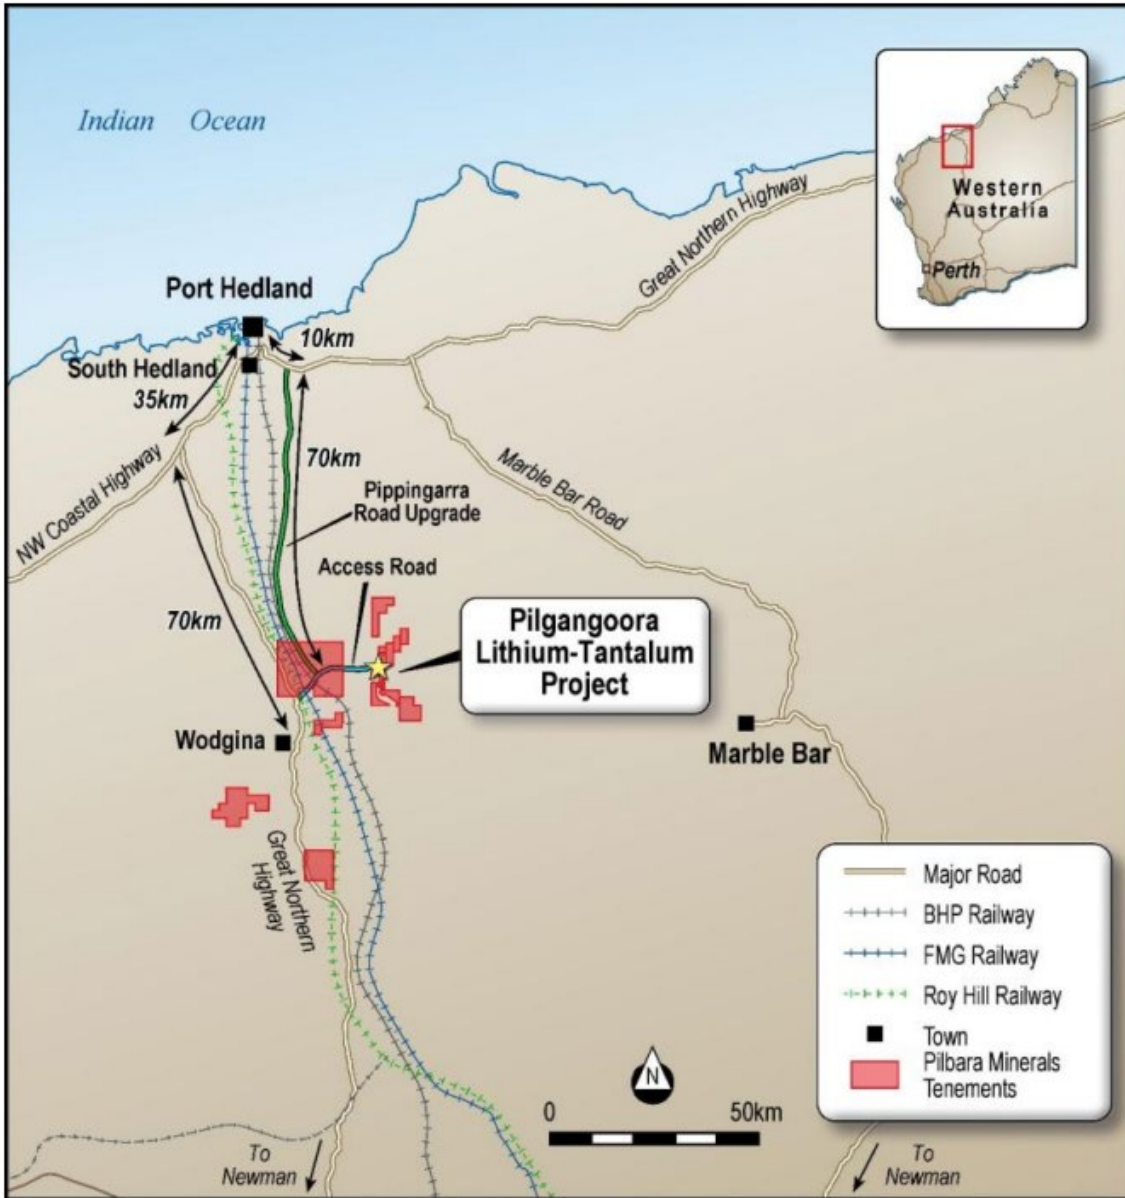 Indian Ocean
Western
Australia
Perth
Great Northern Highway
Port Hedland
10km
South Hedland
35km
NW Coastal Highway
70km
Marble Bar Road
Pippingarra
Road Upgrade
Access Road
70km
Pilgangoora
Lithium-Tantalum
Project
Wodgina
Marble Bar
Great Northern
Highway
Major Road
BHP Railway
FMG Railway
Roy Hill Railway
Town
Pilbara Minerals
Tenements
N
0 50km
To
Newman
To
Newman